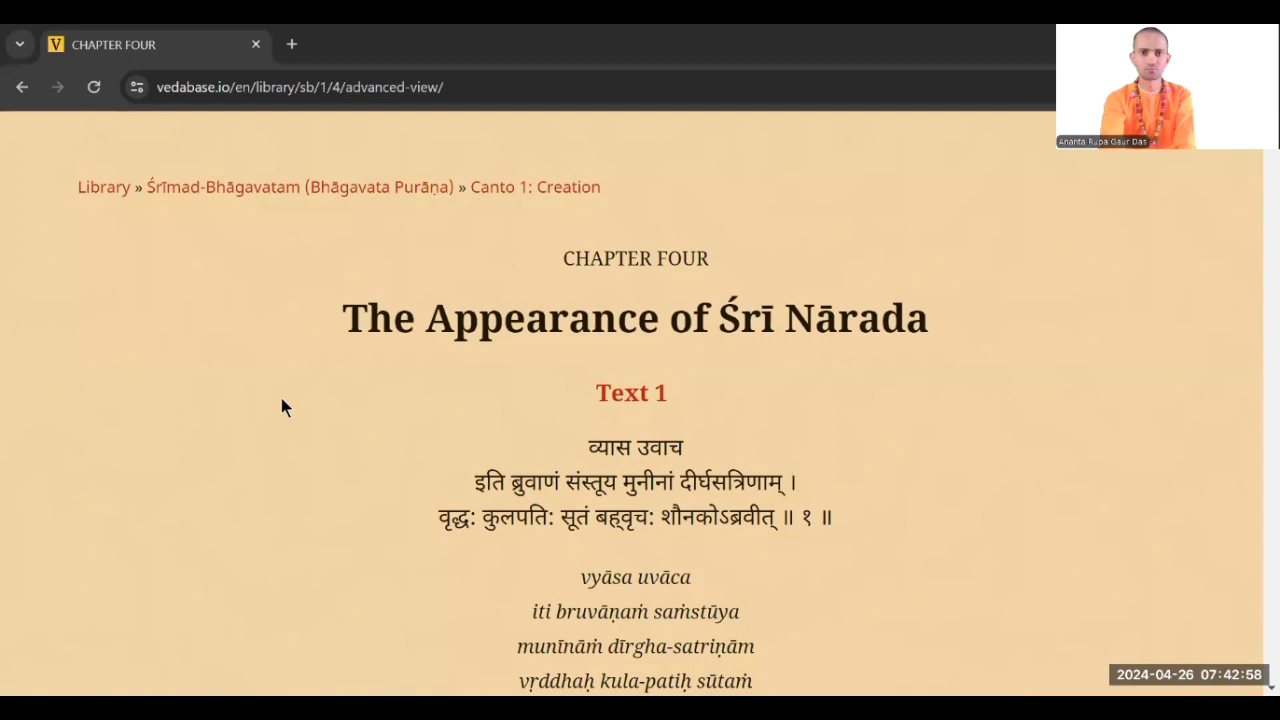 CHAPTER FOUR
vedabase.io/en/library/sb/1/4/advanced-view/
Ananta Rupa Gaur Das
Library » Śrīmad-Bhāgavatam (Bhāgavata Purāṇa) » Canto 1: Creation
CHAPTER FOUR
The Appearance of Śrī Nārada
Text 1
व्यास उवाच
इति ब्रुवाणं संस्तूय मुनीनां दीर्घसत्रिणाम् ।
वृद्ध: कुलपति: सूतं बह्‌वृच: शौनकोऽब्रवीत् ॥ १ ॥
vyāsa uvāca
iti bruvāṇaṁ saṁstūya
munīnāṁ dīrgha-satriṇām
vṛddhaḥ kula-patiḥ sūtaṁ
2024-04-26 07:42:58